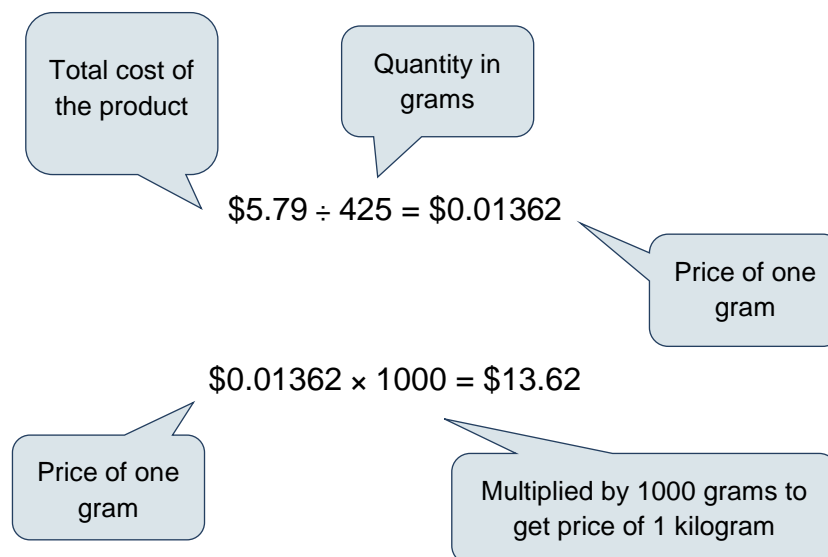 Total cost of
the product
Quantity in
grams
$5.79 ÷ 425 = $0.01362
Price of one
gram
$0.01362 × 1000 = $13.62
Price of one
gram
Multiplied by 1000 grams to
get price of 1 kilogram